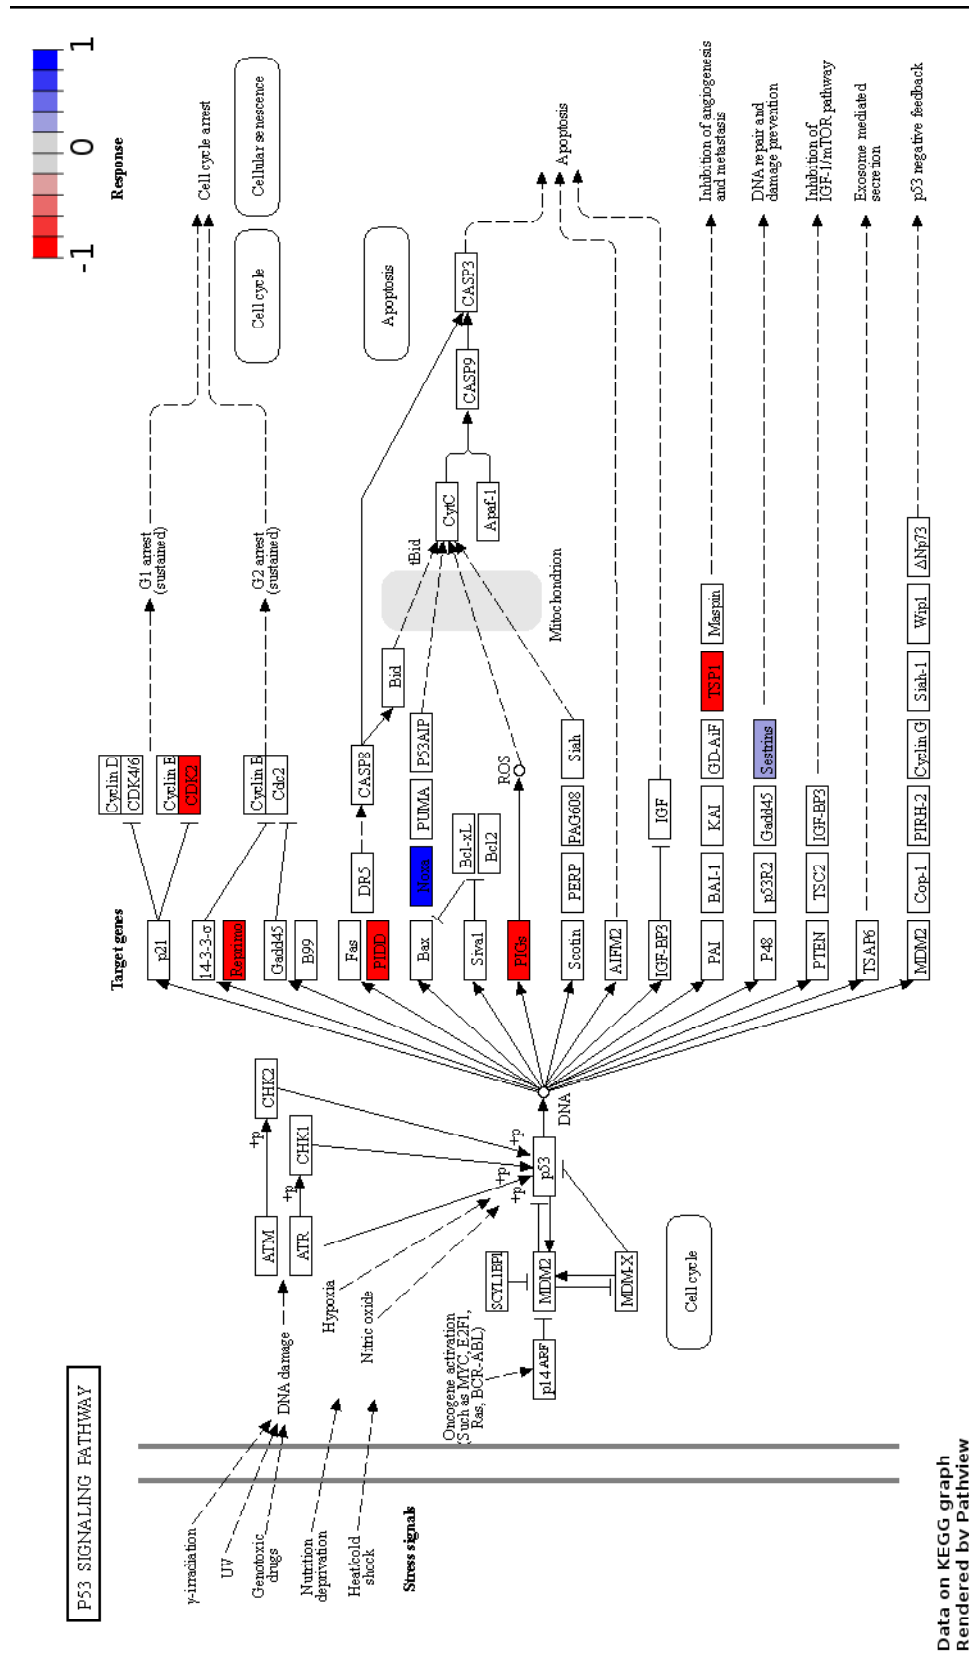 P53 SIGNALING PATHWAY
γ-irradiation
UV
Genotoxic
drugs
Nutrition
deprivation
Heat/cold
shock
Stress signals
DNA damage
Hypoxia
Nitric oxide
Oncogene activation
(Such as MYC, E2F1,
Ras, BCR-ABL)
p14ARF
ATM
ATR
+p
+p
CHK2
CHK1
SCYL1BP1
MDM2
MDM-X
Cell cycle
+p
+p
+p
p53
DNA
Target genes
p21
14-3-3-σ
Reprimo
Gadd45
B99
Fas
PIDD
Bax
Siva1
PIGs
Scotin
AIFM2
IGF-BP3
PAI
P48
PTEN
TSAP6
MDM2
Cyclin D
CDK4/6
Cyclin E
CDK2
Cyclin B
Cdc2
DR5
CASP8
Bid
tBid
Noxa
PUMA
P53AIP
Bcl-xL
Bcl2
ROS
PERP
PAG608
Siah
IGF
Mitochondrion
CytC
Apaf-1
CASP9
CASP3
BAI-1
KAI
GD-AiF
TSP1
Maspin
p53R2
Gadd45
Sestrins
TSC2
IGF-BP3
Cop-1
PIRH-2
Cyclin G
Siah-1
Wip1
ΔNp73
G1 arrest
(sustained)
G2 arrest
(sustained)
Cell cycle arrest
Cell cycle
Cellular senescence
Apoptosis
Apoptosis
Inhibition of angiogenesis
and metastasis
DNA repair and
damage prevention
Inhibition of
IGF-1/mTOR pathway
Exosome mediated
secretion
p53 negative feedback
-1 0 1
Response
Data on KEGG graph
Rendered by Pathview